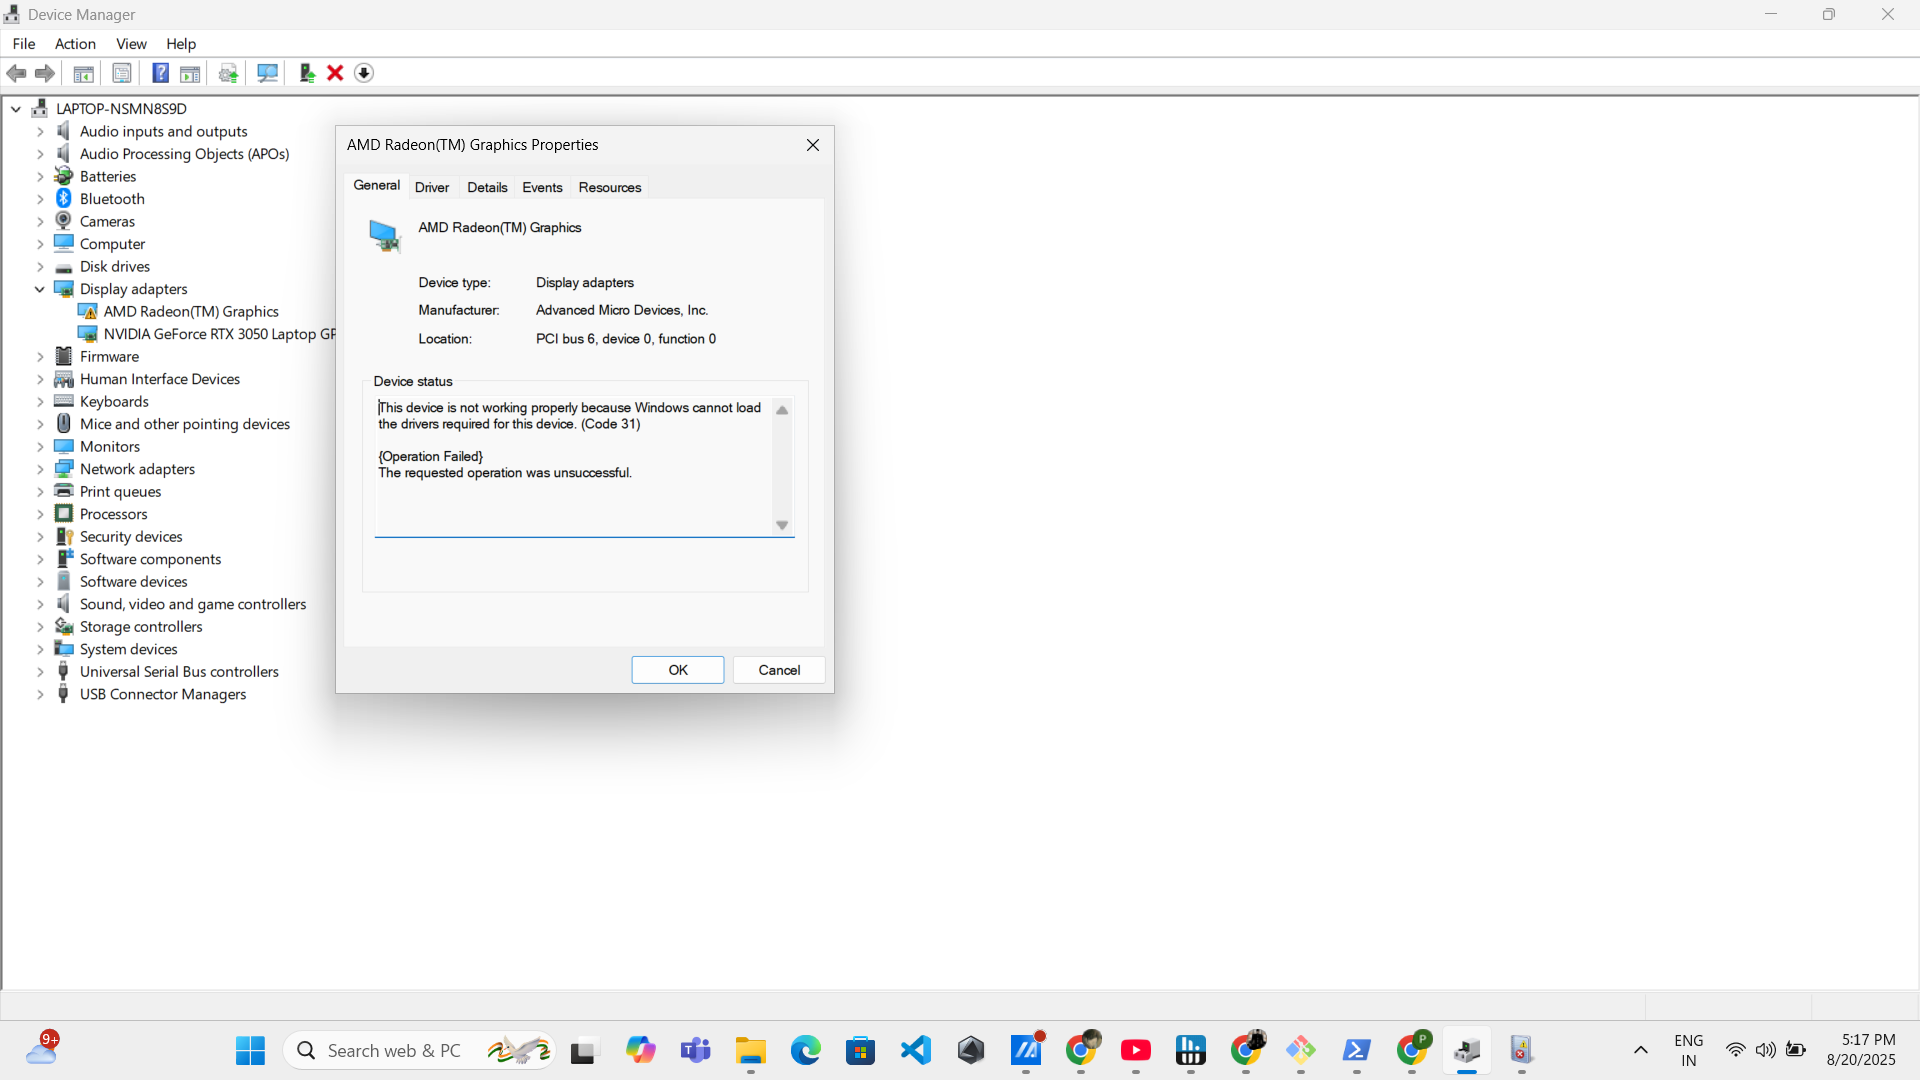 Device Manager
File Action View Help
LAPTOP-NSMN8S9D
Audio inputs and outputs
Audio Processing Objects (APOs)
Batteries
Bluetooth
Cameras
Computer
Disk drives
Display adapters
AMD Radeon(TM) Graphics
NVIDIA GeForce RTX 3050 Laptop GP
Firmware
Human Interface Devices
Keyboards
Mice and other pointing devices
Monitors
Network adapters
Print queues
Processors
Security devices
Software components
Software devices
Sound, video and game controllers
Storage controllers
System devices
Universal Serial Bus controllers
USB Connector Managers
AMD Radeon(TM) Graphics Properties
General Driver Details Events Resources
AMD Radeon(TM) Graphics
Device type: Display adapters
Manufacturer: Advanced Micro Devices, Inc.
Location: PCI bus 6, device 0, function 0
Device status
This device is not working properly because Windows cannot load
the drivers required for this device. (Code 31)
{Operation Failed}
The requested operation was unsuccessful.
OK Cancel
9+
Search web & PC
P
ENG
IN
5:17 PM
8/20/2025